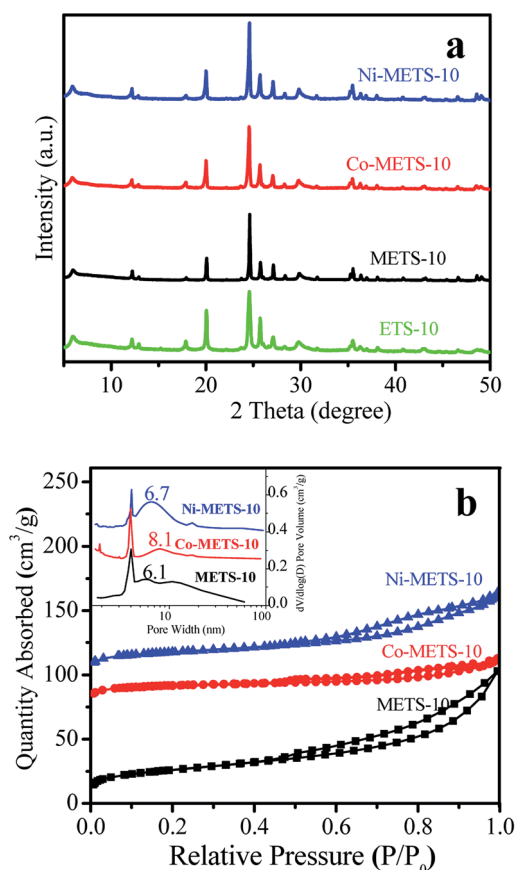 a
Ni-METS-10
Co-METS-10
METS-10
ETS-10
Intensity (a.u.)
10 20 30 40 50
2 Theta (degree)
b
250
200
150
100
50
0
Quantity Absorbed (cm³/g)
0.0 0.2 0.4 0.6 0.8 1.0
Relative Pressure (P/P₀)
Ni-METS-10
Co-METS-10
METS-10
6.7
Ni-METS-10
8.1
Co-METS-10
6.1
METS-10
10 100
Pore Width (nm)
0.6
0.4
0.2
0.0
dV/dlog(D) Pore Volume (cm³/g)